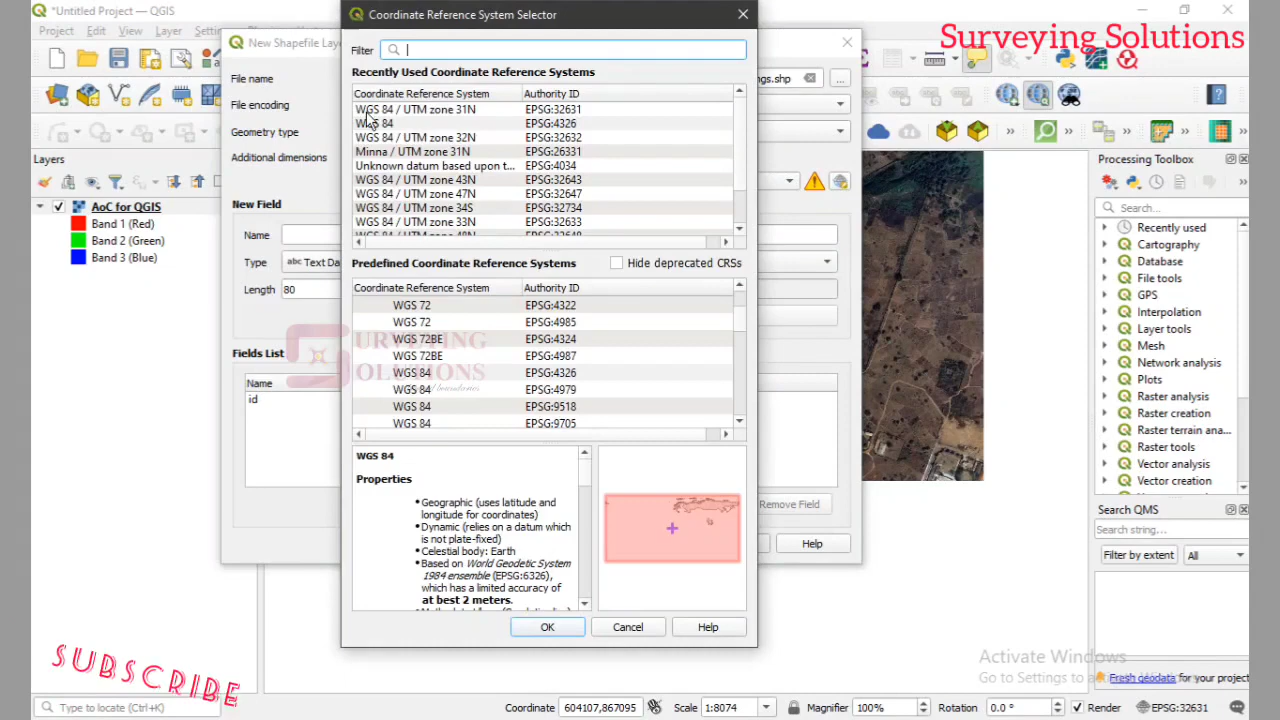 *Untitled Project — QGIS
Project Edit View Layer Settin
Surveying Solutions
New Shapefile Laye
File name
gs.shp
...
File encoding
Geometry type
Additional dimensions
New Field
Name
Type abc Text Da
Length 80
Fields List
Name
id
Remove Field
Help
Coordinate Reference System Selector
Filter
Recently Used Coordinate Reference Systems
Coordinate Reference System Authority ID
WGS 84 / UTM zone 31N EPSG:32631
WGS 84 EPSG:4326
WGS 84 / UTM zone 32N EPSG:32632
Minna / UTM zone 31N EPSG:26331
Unknown datum based upon t... EPSG:4034
WGS 84 / UTM zone 43N EPSG:32643
WGS 84 / UTM zone 47N EPSG:32647
WGS 84 / UTM zone 34S EPSG:32734
WGS 84 / UTM zone 33N EPSG:32633
WGS 84 / UTM zone 48N EPSG:32648
Predefined Coordinate Reference Systems
Hide deprecated CRSs
Coordinate Reference System Authority ID
WGS 72 EPSG:4322
WGS 72 EPSG:4985
WGS 72BE EPSG:4324
WGS 72BE EPSG:4987
WGS 84 EPSG:4326
WGS 84 EPSG:4979
WGS 84 EPSG:9518
WGS 84 EPSG:9705
SURVEYING
SOLUTIONS
boundaries
WGS 84
Properties
• Geographic (uses latitude and
longitude for coordinates)
• Dynamic (relies on a datum which
is not plate-fixed)
• Celestial body: Earth
• Based on World Geodetic System
1984 ensemble (EPSG:6326),
which has a limited accuracy of
at best 2 meters.
OK Cancel Help
Layers
AoC for QGIS
Band 1 (Red)
Band 2 (Green)
Band 3 (Blue)
Processing Toolbox
Search...
Recently used
Cartography
Database
File tools
GPS
Interpolation
Layer tools
Mesh
Network analysis
Plots
Raster analysis
Raster creation
Raster terrain ana...
Raster tools
Vector analysis
Vector creation
Search QMS
Search string...
Filter by extent All
Activate Windows
Go to Settings to
Fresh geodata for your project
SUBSCRIBE
Type to locate (Ctrl+K)
Coordinate 604107,867095 Scale 1:8074 Magnifier 100% Rotation 0.0 ° Render EPSG:32631